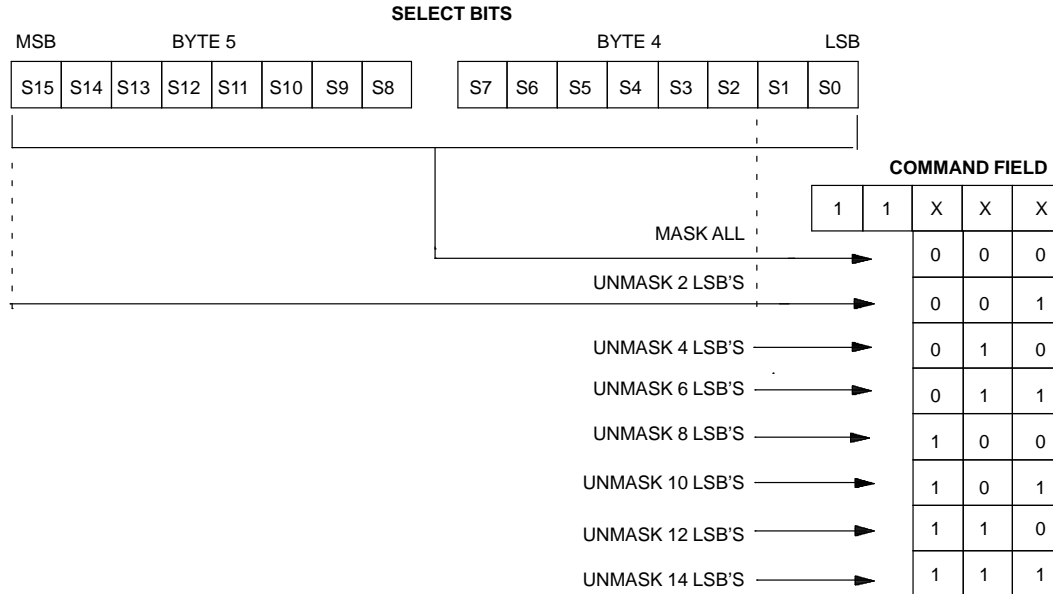 SELECT BITS
MSB BYTE 5 BYTE 4 LSB
S15 S14 S13 S12 S11 S10 S9 S8 S7 S6 S5 S4 S3 S2 S1 S0
COMMAND FIELD
1 1 X X X
MASK ALL
0 0 0
UNMASK 2 LSB'S
0 0 1
UNMASK 4 LSB'S 0 1 0
UNMASK 6 LSB'S 0 1 1
UNMASK 8 LSB'S 1 0 0
UNMASK 10 LSB'S 1 0 1
UNMASK 12 LSB'S 1 1 0
UNMASK 14 LSB'S 1 1 1